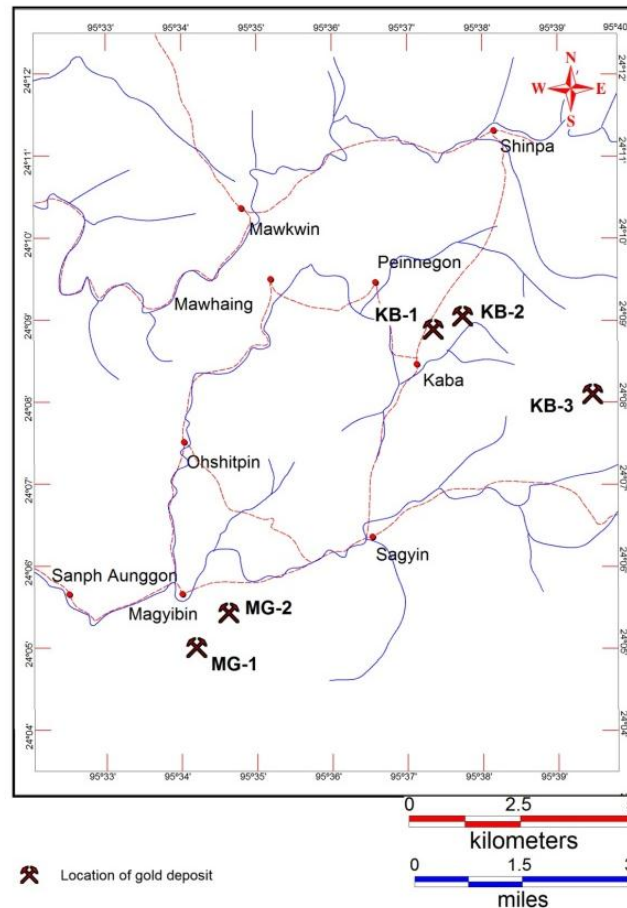 95°33' 95°34' 95°35' 95°36' 95°37' 95°38' 95°39' 95°40'
24°12' 24°12'
N
W E
S
Shinpa
24°11' 24°11'
Mawkwin
24°10' 24°10'
Peinnegon
Mawhaing
KB-1 KB-2
24°09' 24°09'
Kaba
24°08' 24°08'
KB-3
Ohshitpin
24°07' 24°07'
Sagyin
24°06' 24°06'
Sanph Aunggon
Magyibin MG-2
24°05' 24°05'
MG-1
24°04' 24°04'
95°33' 95°34' 95°35' 95°36' 95°37' 95°38' 95°39'
0 2.5
kilometers
Location of gold deposit
0 1.5 3
miles